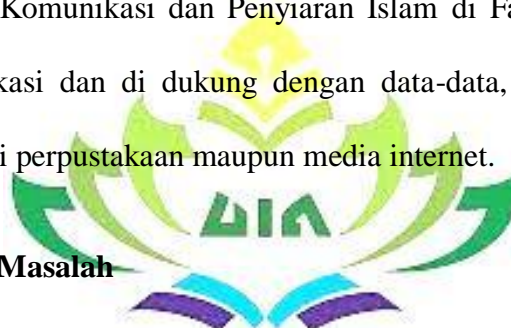 Komunikasi dan Penyiaran Islam di Fa
kasi dan di dukung dengan data-data,
i perpustakaan maupun media internet.
UIN
Masalah